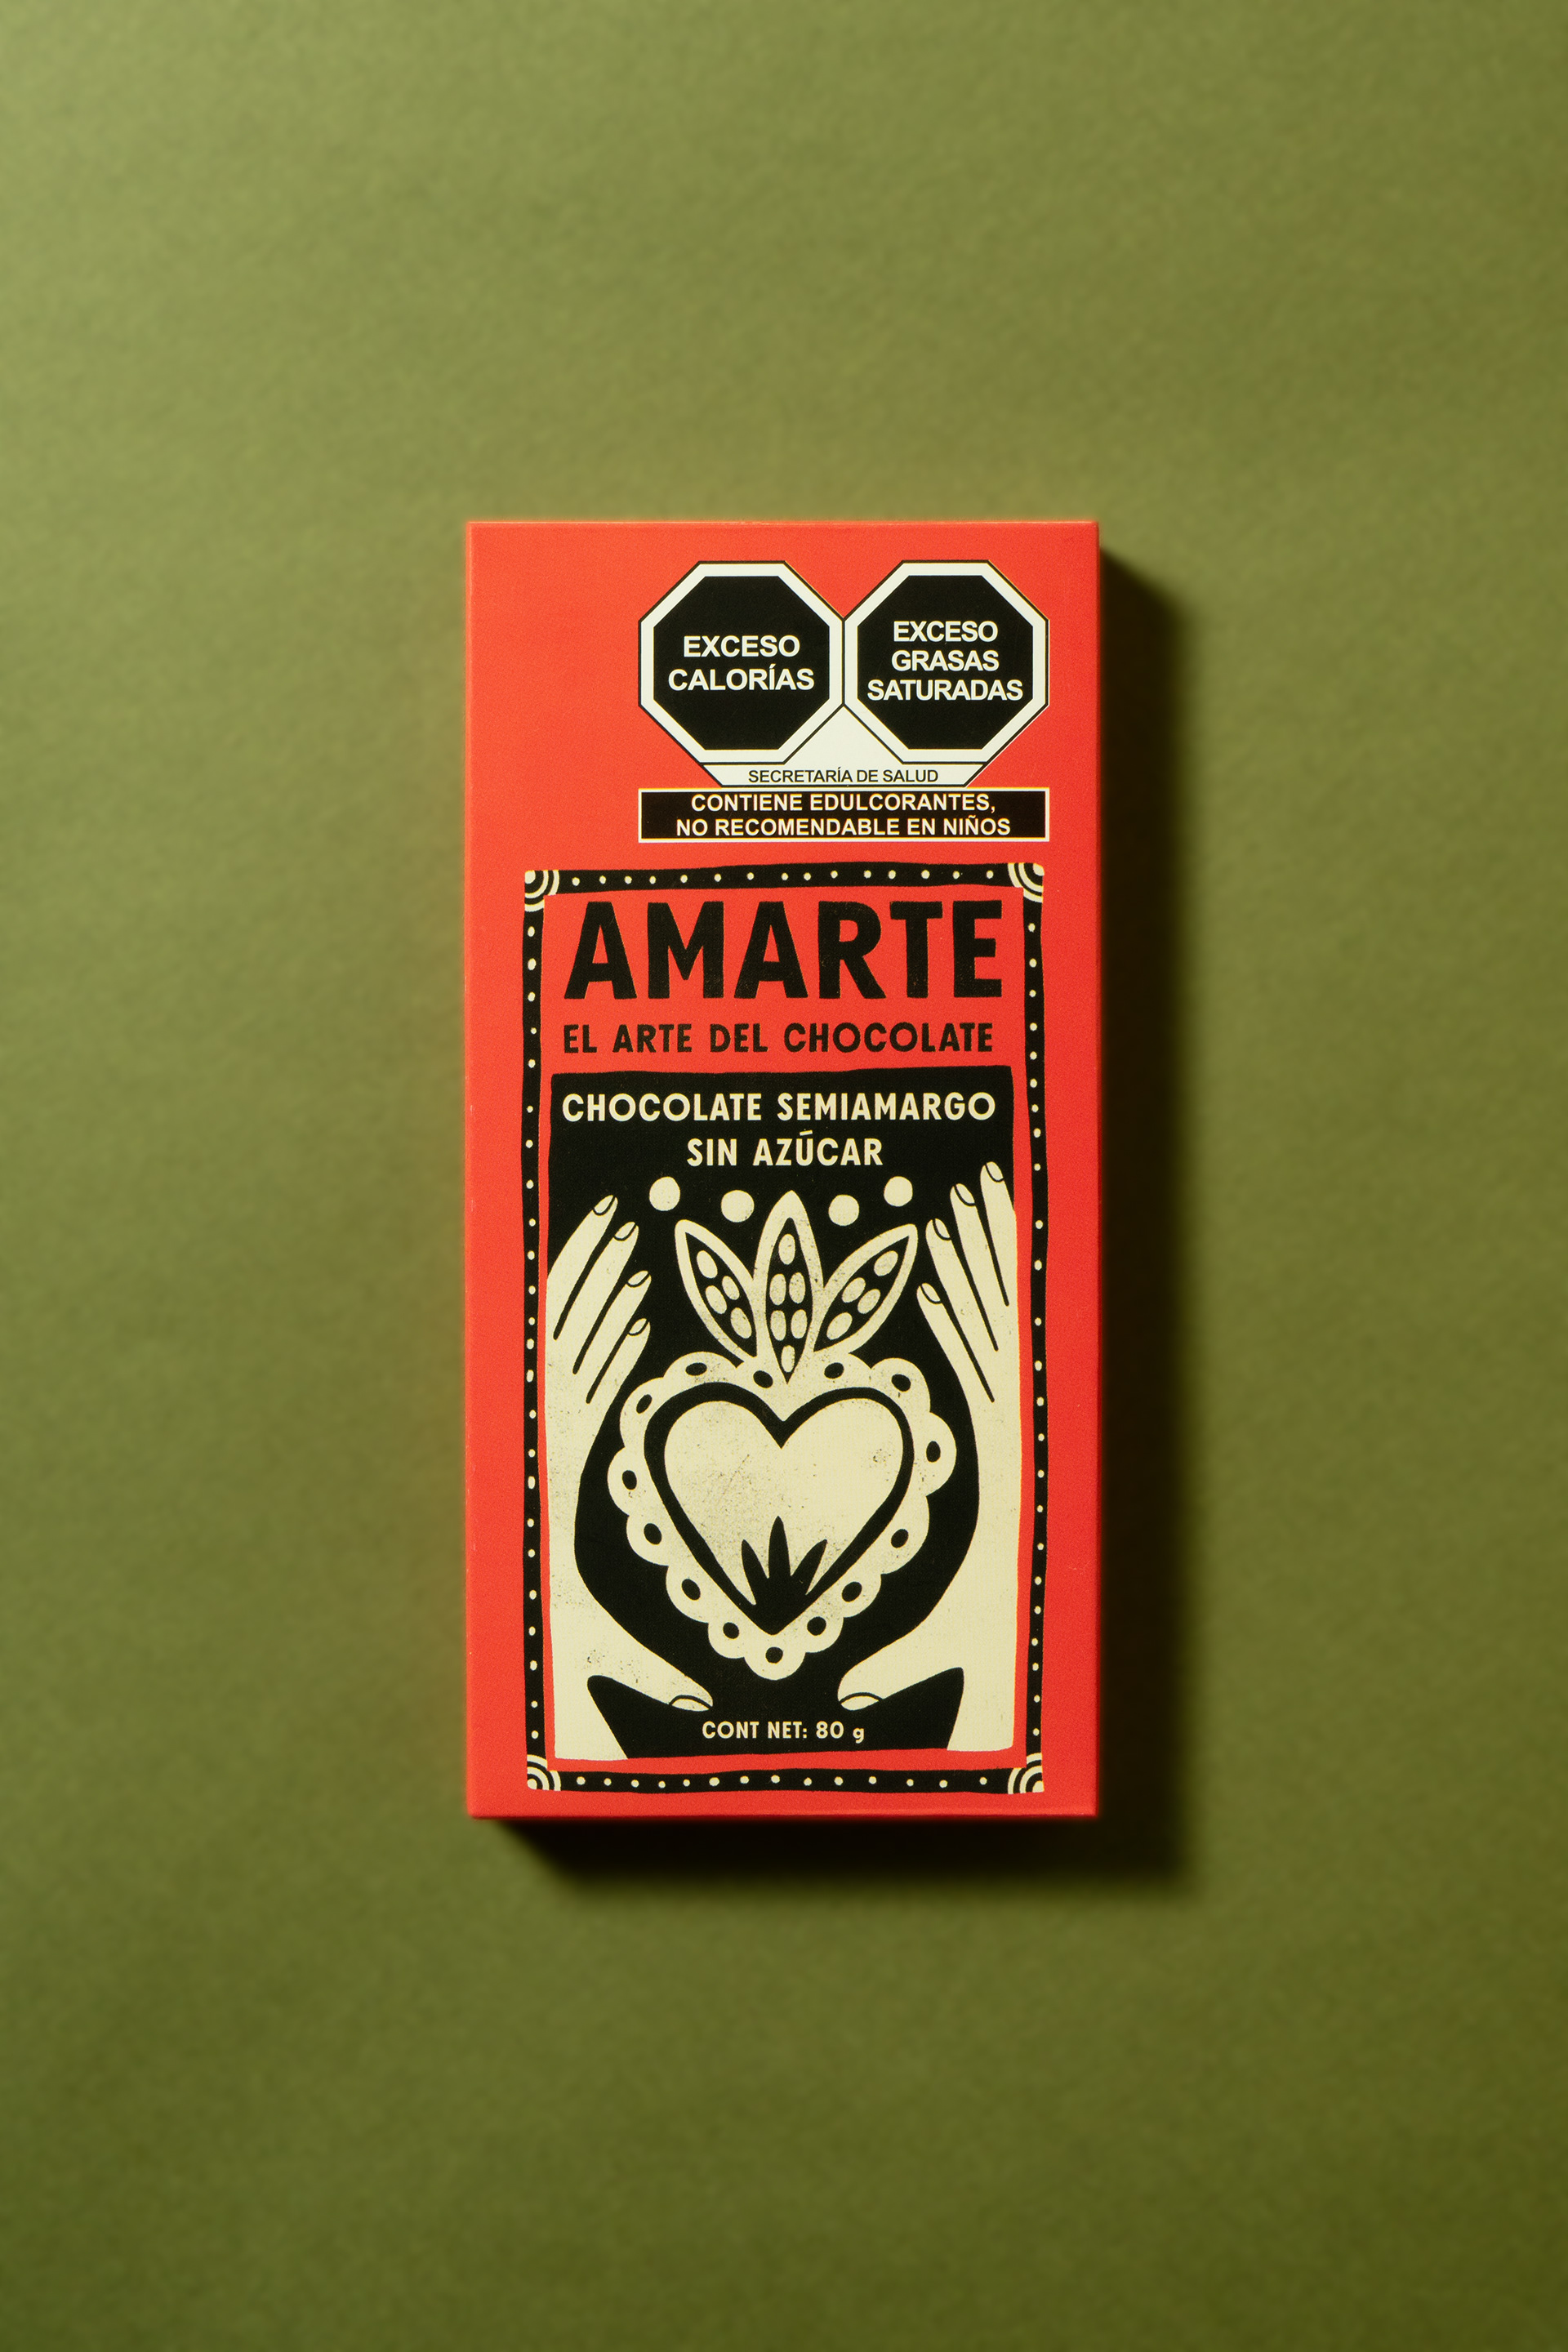 EXCESO
CALORÍAS
EXCESO
GRASAS
SATURADAS
SECRETARÍA DE SALUD
CONTIENE EDULCORANTES,
NO RECOMENDABLE EN NIÑOS
AMARTE
EL ARTE DEL CHOCOLATE
CHOCOLATE SEMIAMARGO
SIN AZÚCAR
CONT NET: 80 g